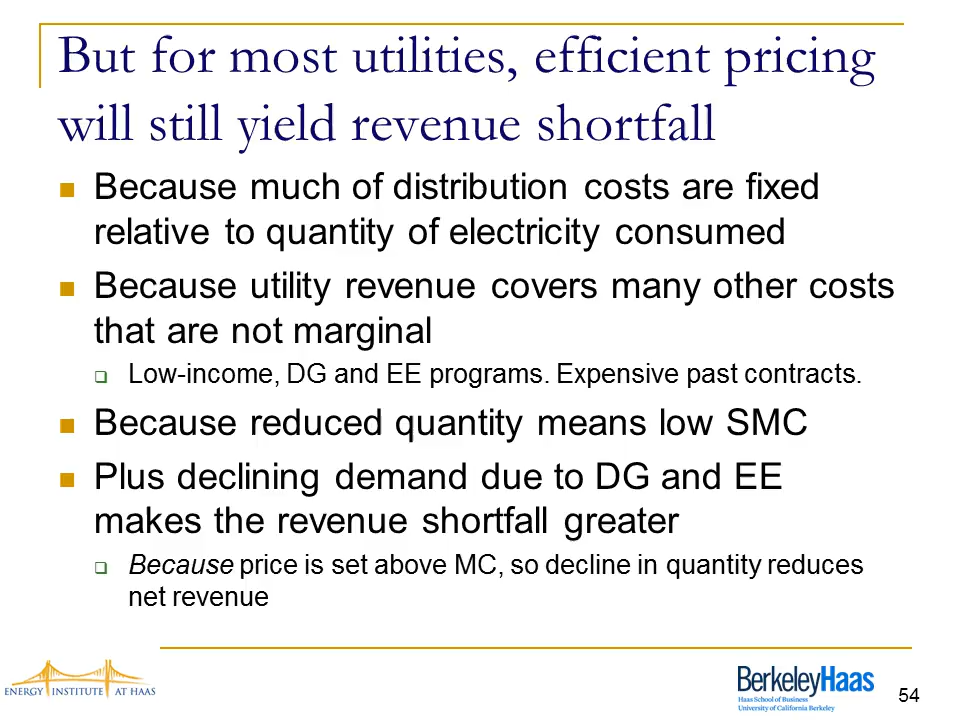 But for most utilities, efficient pricing
will still yield revenue shortfall
Because much of distribution costs are fixed
relative to quantity of electricity consumed
Because utility revenue covers many other costs
that are not marginal
Low-income, DG and EE programs. Expensive past contracts.
Because reduced quantity means low SMC
Plus declining demand due to DG and EE
makes the revenue shortfall greater
Because price is set above MC, so decline in quantity reduces
net revenue
ENERGY INSTITUTE AT HAAS
BerkeleyHaas
Haas School of Business
University of California Berkeley
54